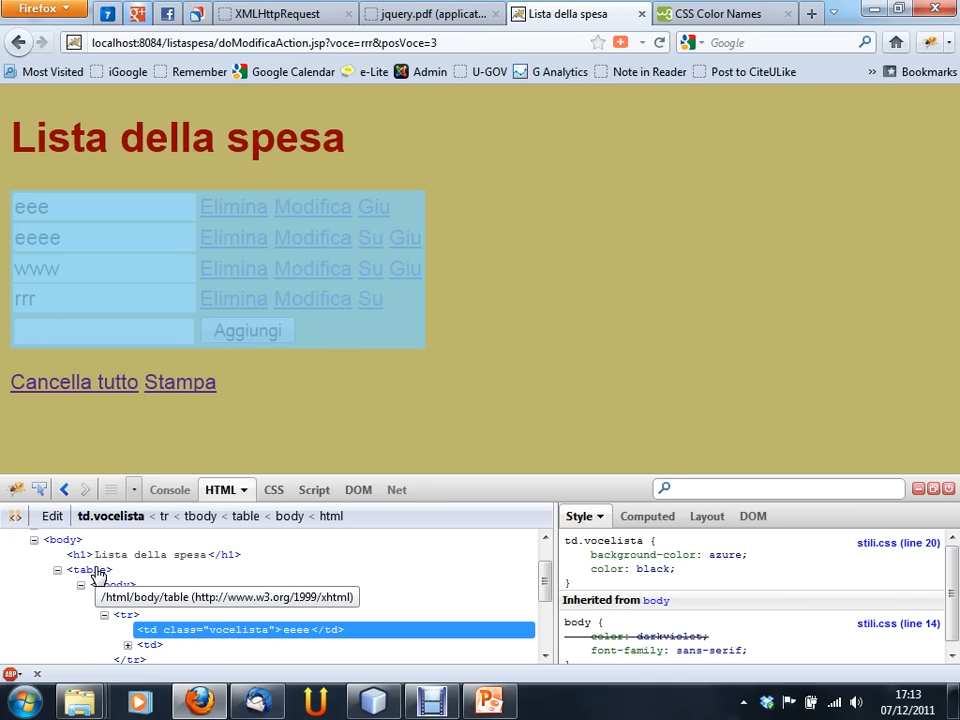 Firefox
7
XMLHttpRequest
jquery.pdf (applicat...
Lista della spesa
CSS Color Names
localhost:8084/listaspesa/doModificaAction.jsp?voce=rrr&posVoce=3
Google
Most Visited iGoogle Remember Google Calendar e-Lite Admin U-GOV G Analytics Note in Reader Post to CiteULike » Bookmarks
Lista della spesa
eee Elimina Modifica Giu
eeee Elimina Modifica Su Giu
www Elimina Modifica Su Giu
rrr Elimina Modifica Su
Aggiungi
Cancella tutto Stampa
Console HTML CSS Script DOM Net
Edit td.vocelista < tr < tbody < table < body < html
<body>
<h1>Lista della spesa</h1>
<table>
/html/body/table (http://www.w3.org/1999/xhtml)
<tr>
<td class="vocelista">eeee</td>
<td>
</tr>
Style Computed Layout DOM
td.vocelista { stili.css (line 20)
background-color: azure;
color: black;
}
Inherited from body
body { stili.css (line 14)
color: darkviolet;
font-family: sans-serif;
ABP
17:13
07/12/2011